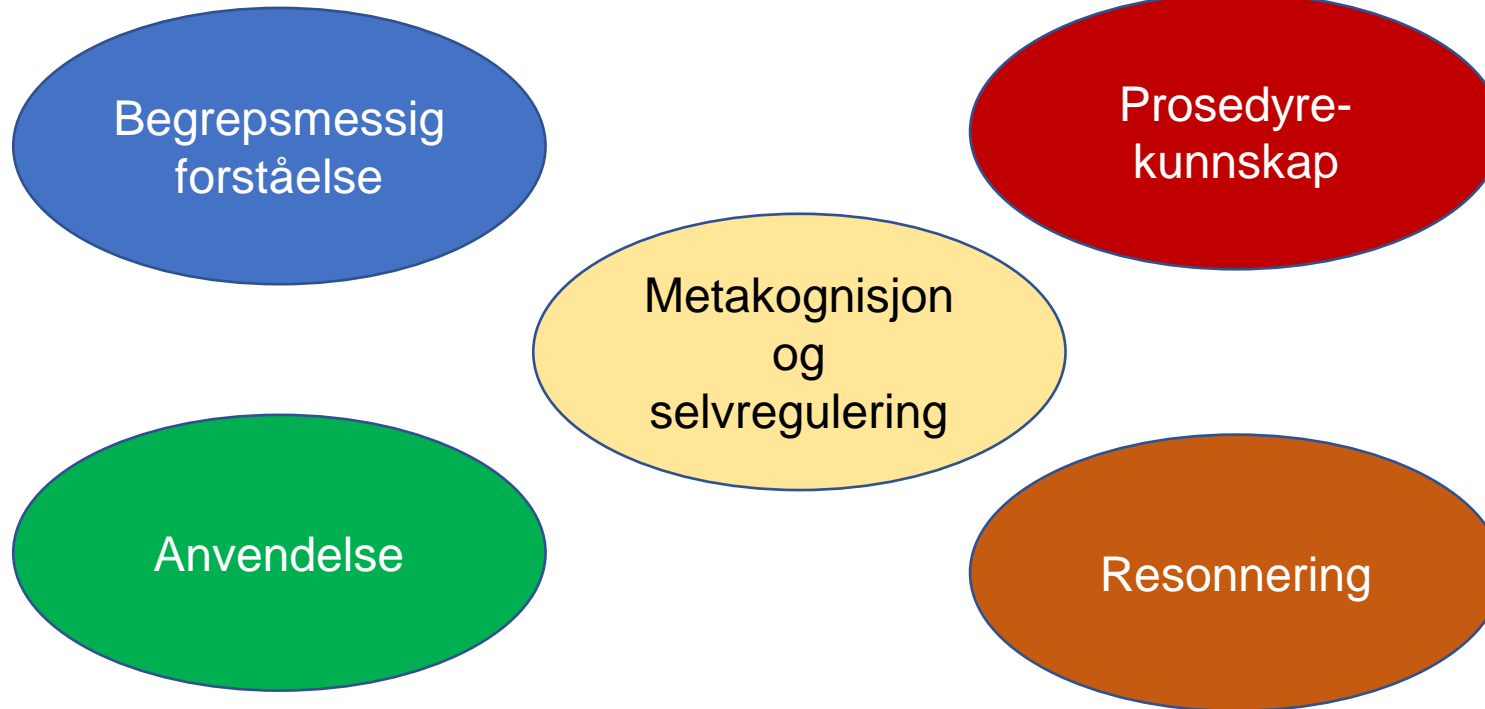 Begrepsmessig
forståelse
Prosedyre-
kunnskap
Metakognisjon
og
selvregulering
Anvendelse
Resonnering